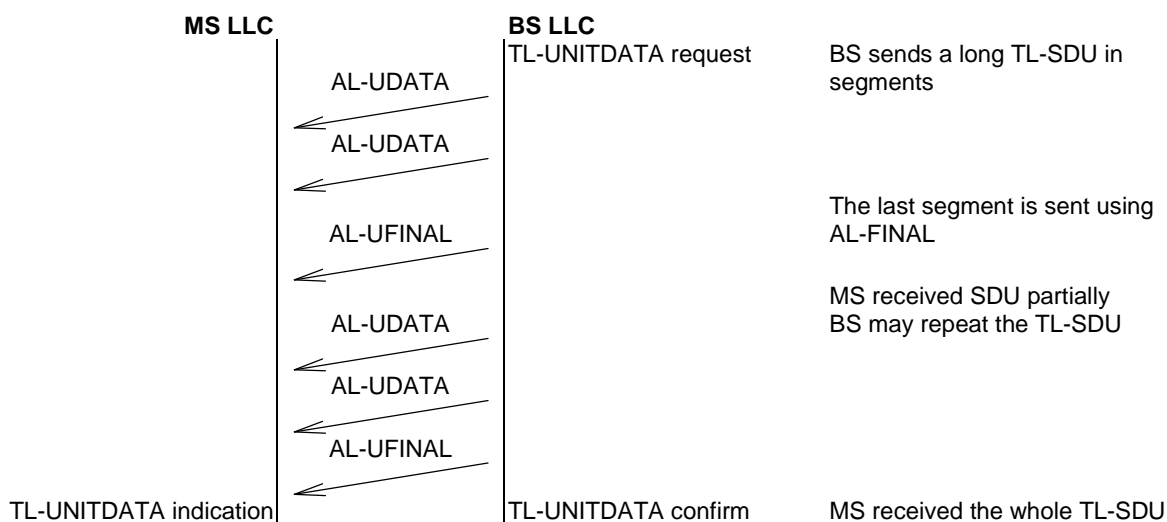 MS LLC BS LLC
TL-UNITDATA request BS sends a long TL-SDU in
segments
AL-UDATA
AL-UDATA
The last segment is sent using
AL-FINAL
AL-UFINAL
MS received SDU partially
BS may repeat the TL-SDU
AL-UDATA
AL-UDATA
AL-UFINAL
TL-UNITDATA indication TL-UNITDATA confirm MS received the whole TL-SDU